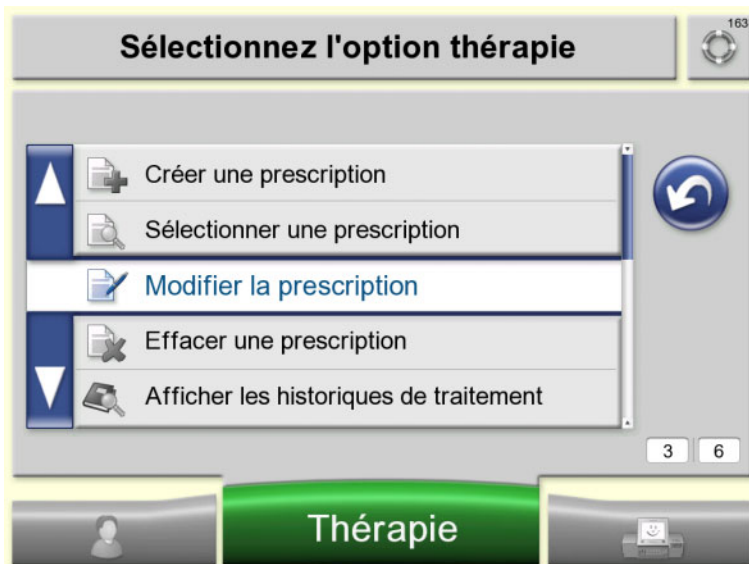 Sélectionnez l'option thérapie
163
Créer une prescription
Sélectionner une prescription
Modifier la prescription
Effacer une prescription
Afficher les historiques de traitement
3 6
Thérapie